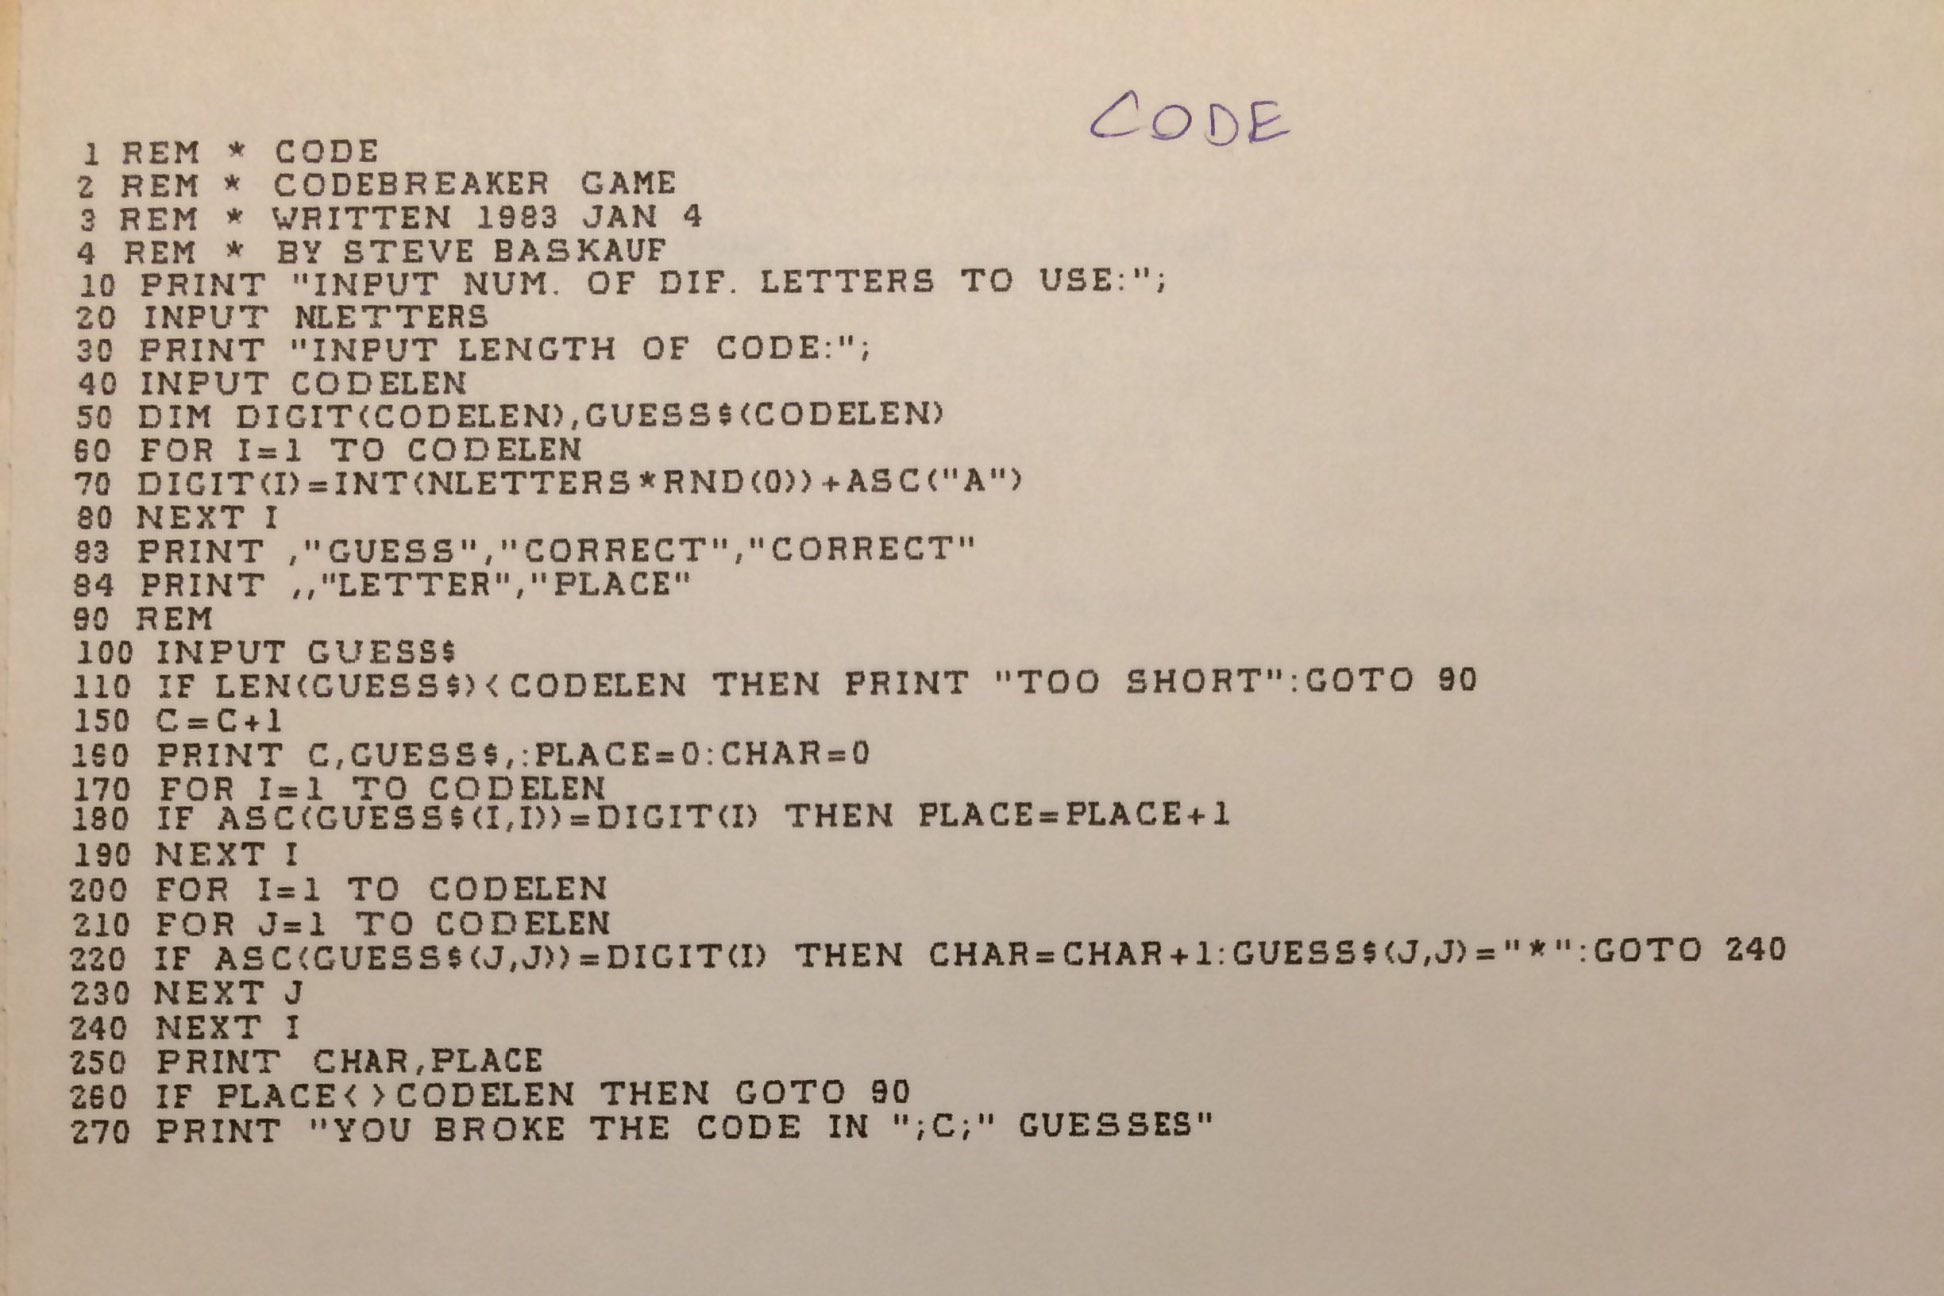 CODE
1 REM * CODE
2 REM * CODEBREAKER GAME
3 REM * WRITTEN 1983 JAN 4
4 REM * BY STEVE BASKAUF
10 PRINT "INPUT NUM. OF DIF. LETTERS TO USE:";
20 INPUT NLETTERS
30 PRINT "INPUT LENGTH OF CODE:";
40 INPUT CODELEN
50 DIM DIGIT(CODELEN),GUESS$(CODELEN)
60 FOR I=1 TO CODELEN
70 DIGIT(I)=INT(NLETTERS*RND(0))+ASC("A")
80 NEXT I
83 PRINT ,"GUESS","CORRECT","CORRECT"
84 PRINT ,,"LETTER","PLACE"
90 REM
100 INPUT GUESS$
110 IF LEN(GUESS$)<CODELEN THEN PRINT "TOO SHORT":GOTO 90
150 C=C+1
160 PRINT C,GUESS$,:PLACE=0:CHAR=0
170 FOR I=1 TO CODELEN
180 IF ASC(GUESS$(I,I))=DIGIT(I) THEN PLACE=PLACE+1
190 NEXT I
200 FOR I=1 TO CODELEN
210 FOR J=1 TO CODELEN
220 IF ASC(GUESS$(J,J))=DIGIT(I) THEN CHAR=CHAR+1:GUESS$(J,J)="*":GOTO 240
230 NEXT J
240 NEXT I
250 PRINT CHAR,PLACE
260 IF PLACE<>CODELEN THEN GOTO 90
270 PRINT "YOU BROKE THE CODE IN ";C;" GUESSES"